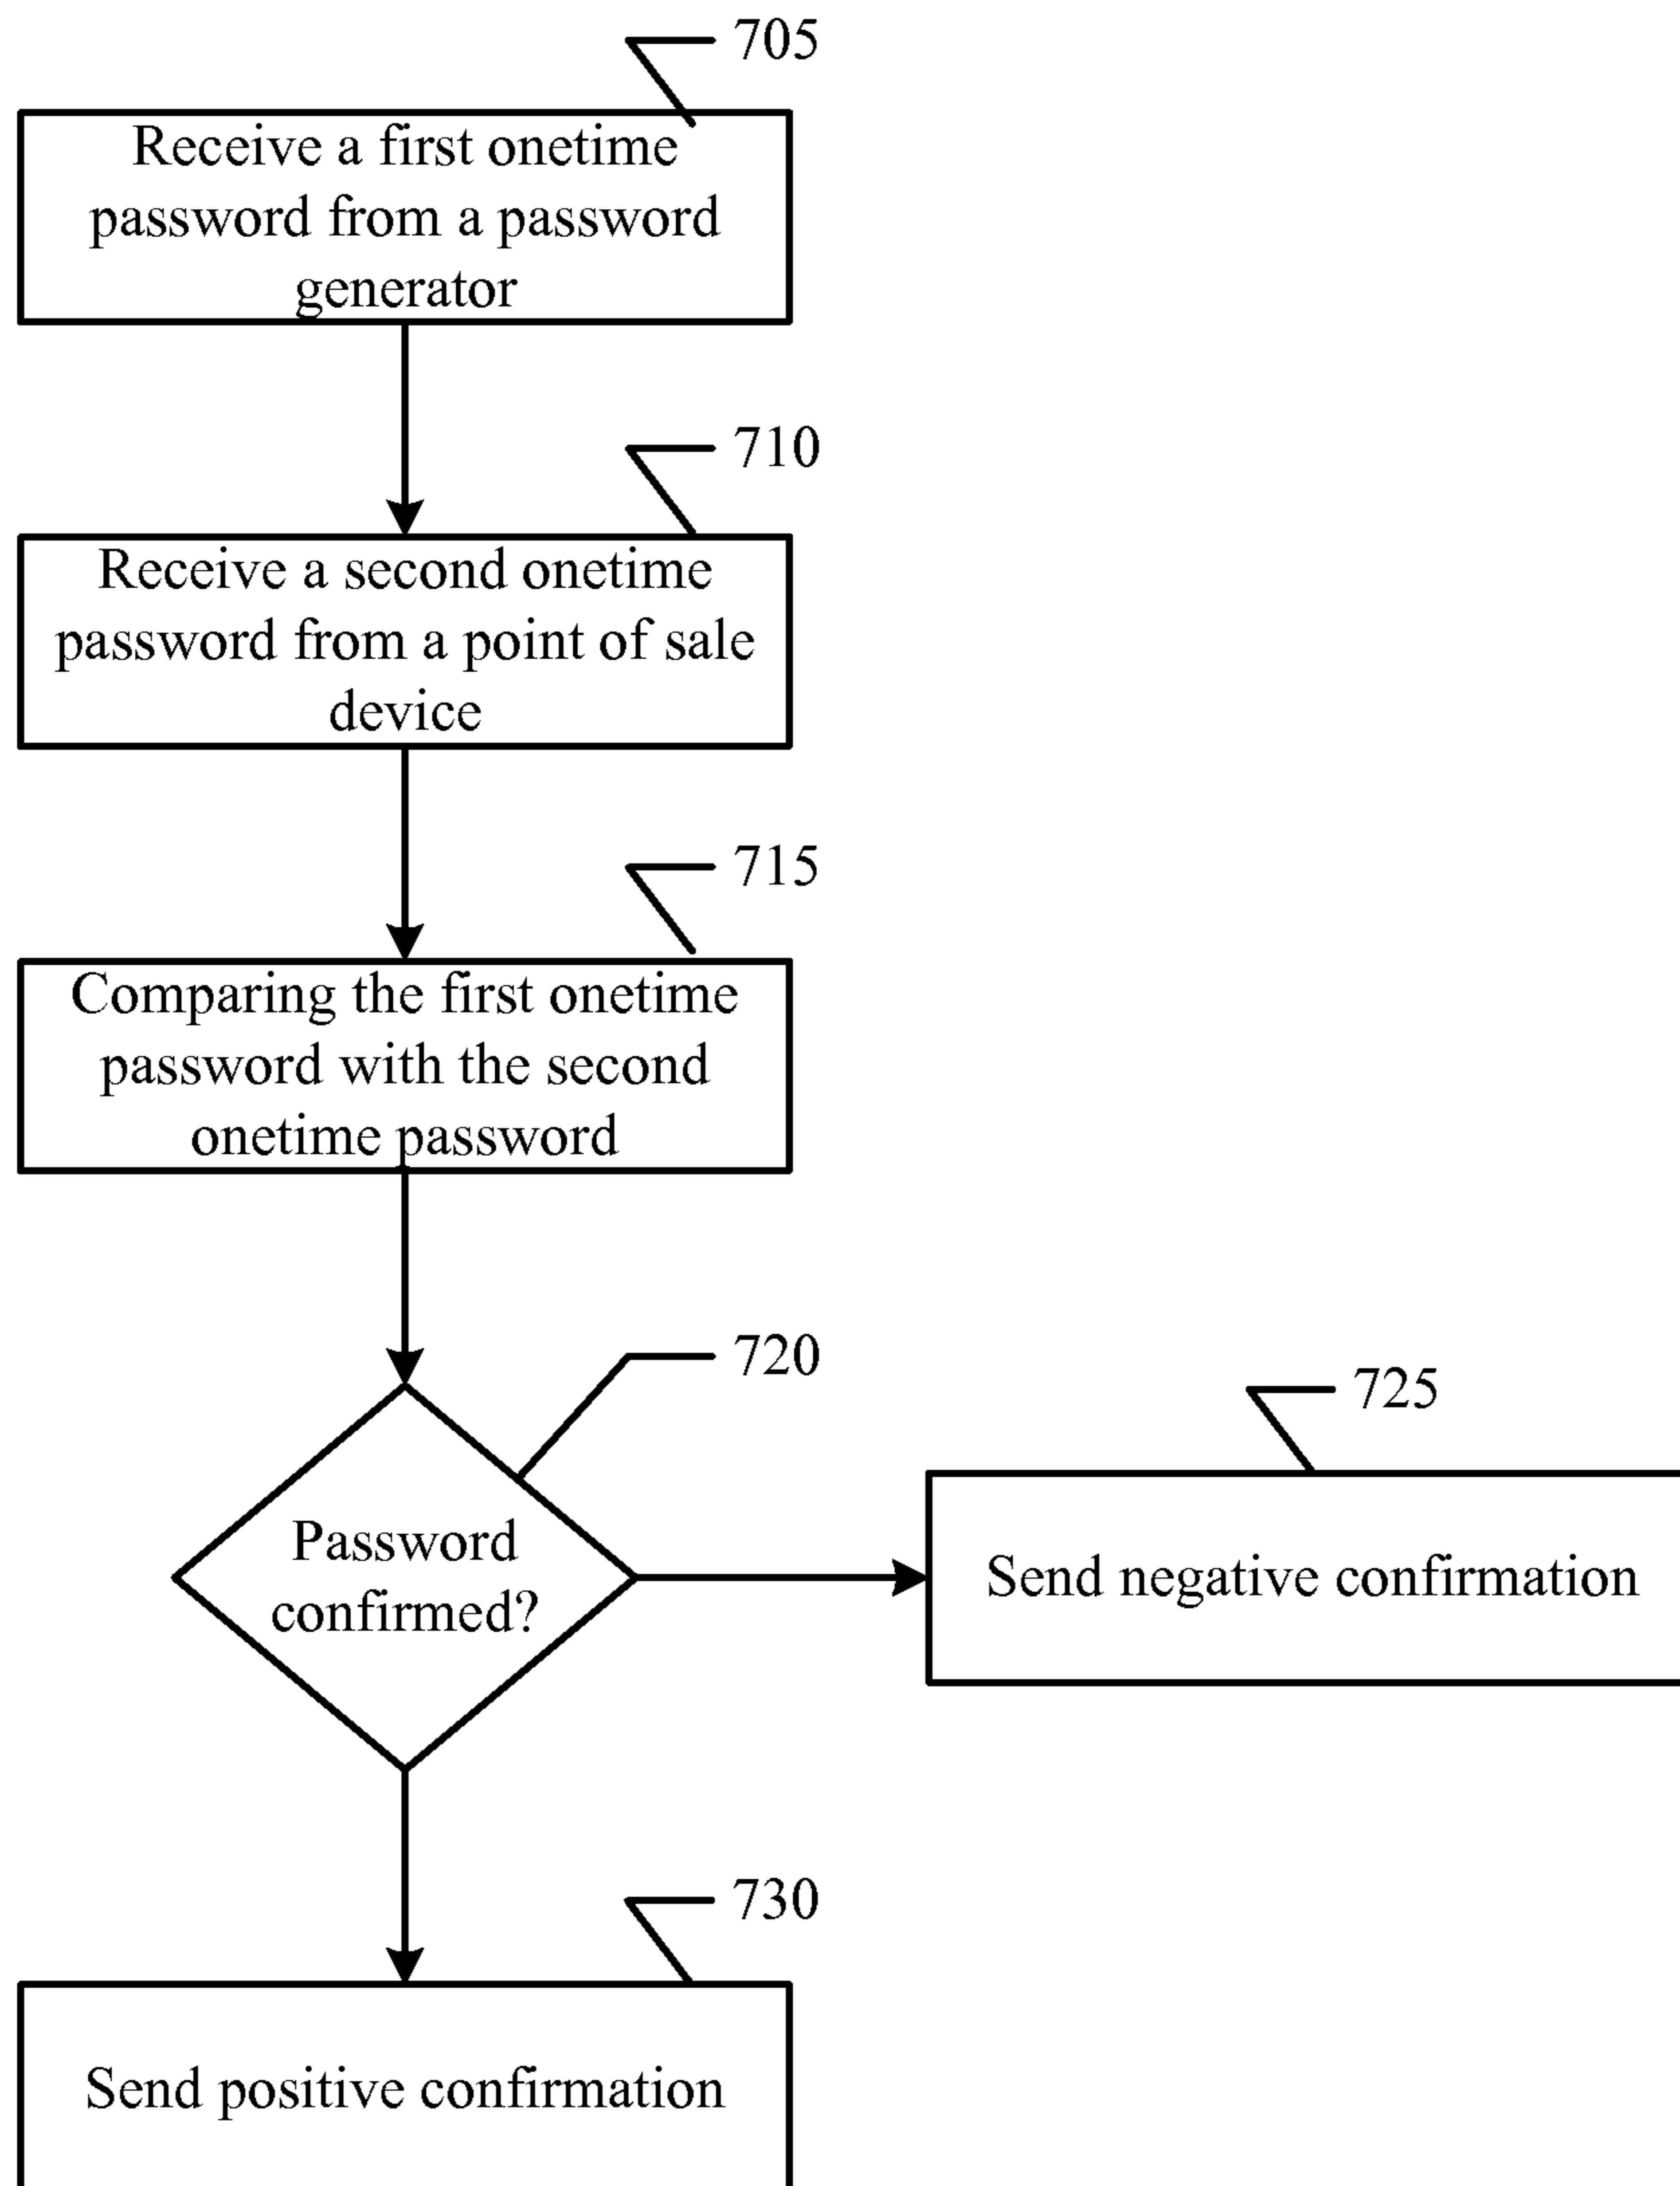 705
Receive a first onetime
password from a password
generator
710
Receive a second onetime
password from a point of sale
device
715
Comparing the first onetime
password with the second
onetime password
720
Password
confirmed?
725
Send negative confirmation
730
Send positive confirmation